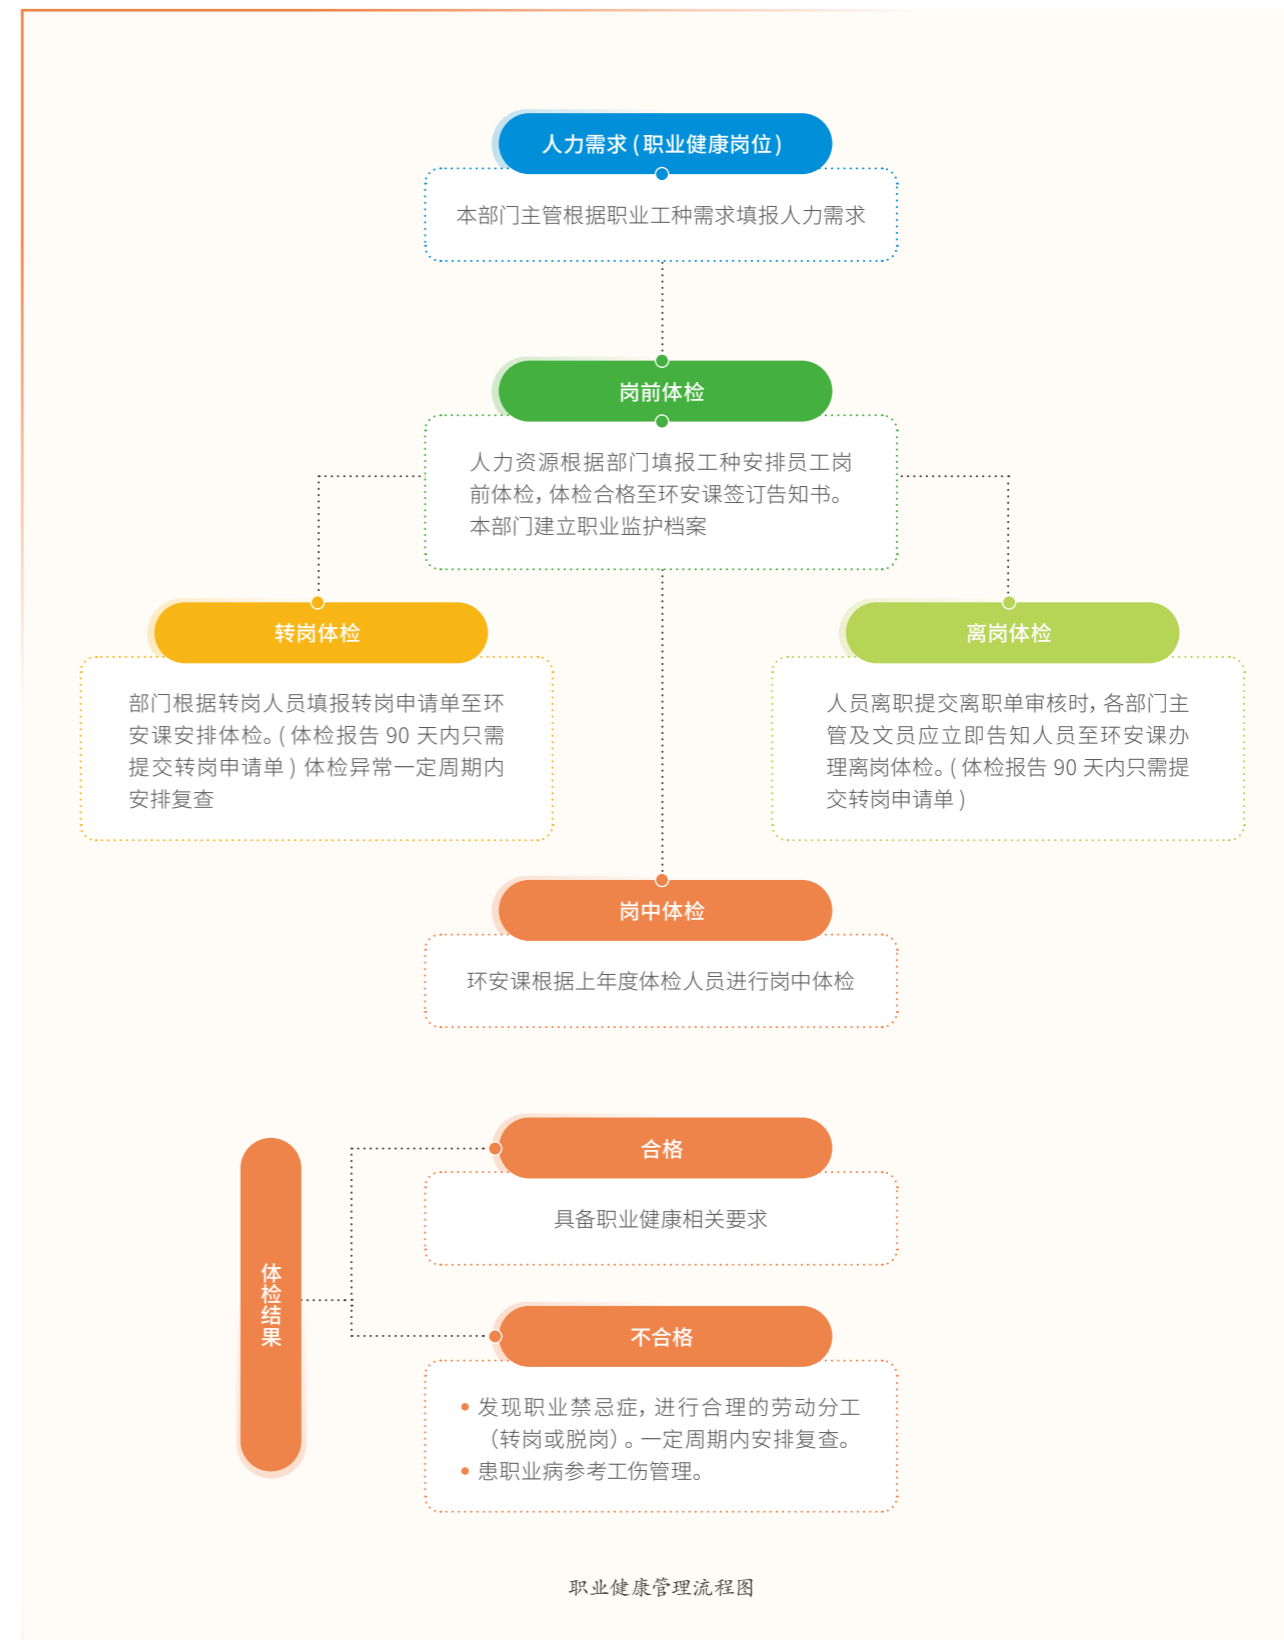 人力需求(职业健康岗位)
本部门主管根据职业工种需求填报人力需求
岗前体检
人力资源根据部门填报工种安排员工岗
前体检，体检合格至环安课签订告知书。
本部门建立职业监护档案
转岗体检
部门根据转岗人员填报转岗申请单至环
安课安排体检。(体检报告 90 天内只需
提交转岗申请单) 体检异常一定周期内
安排复查
离岗体检
人员离职提交离职单审核时，各部门主
管及文员应立即告知人员至环安课办
理离岗体检。(体检报告 90 天内只需提
交转岗申请单)
岗中体检
环安课根据上年度体检人员进行岗中体检
体检结果
合格
具备职业健康相关要求
不合格
• 发现职业禁忌症，进行合理的劳动分工
（转岗或脱岗）。一定周期内安排复查。
• 患职业病参考工伤管理。
职业健康管理流程图